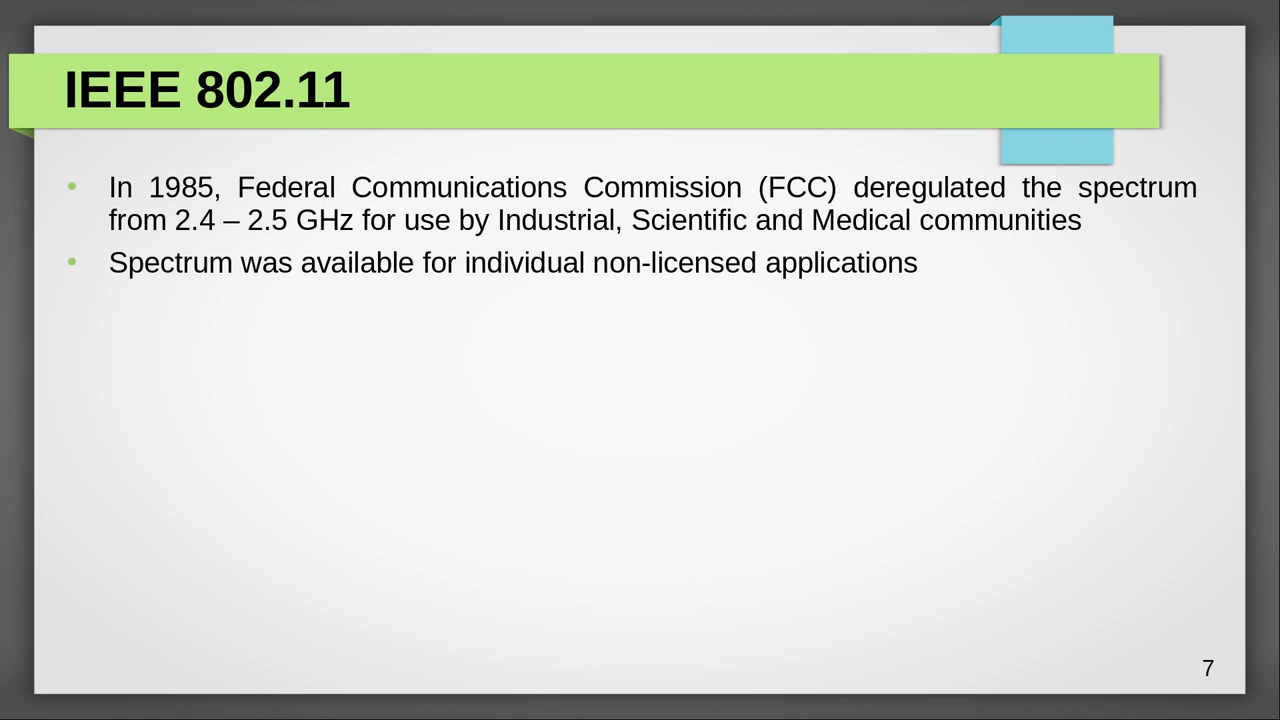 IEEE 802.11
• In 1985, Federal Communications Commission (FCC) deregulated the spectrum
from 2.4 – 2.5 GHz for use by Industrial, Scientific and Medical communities
• Spectrum was available for individual non-licensed applications
7